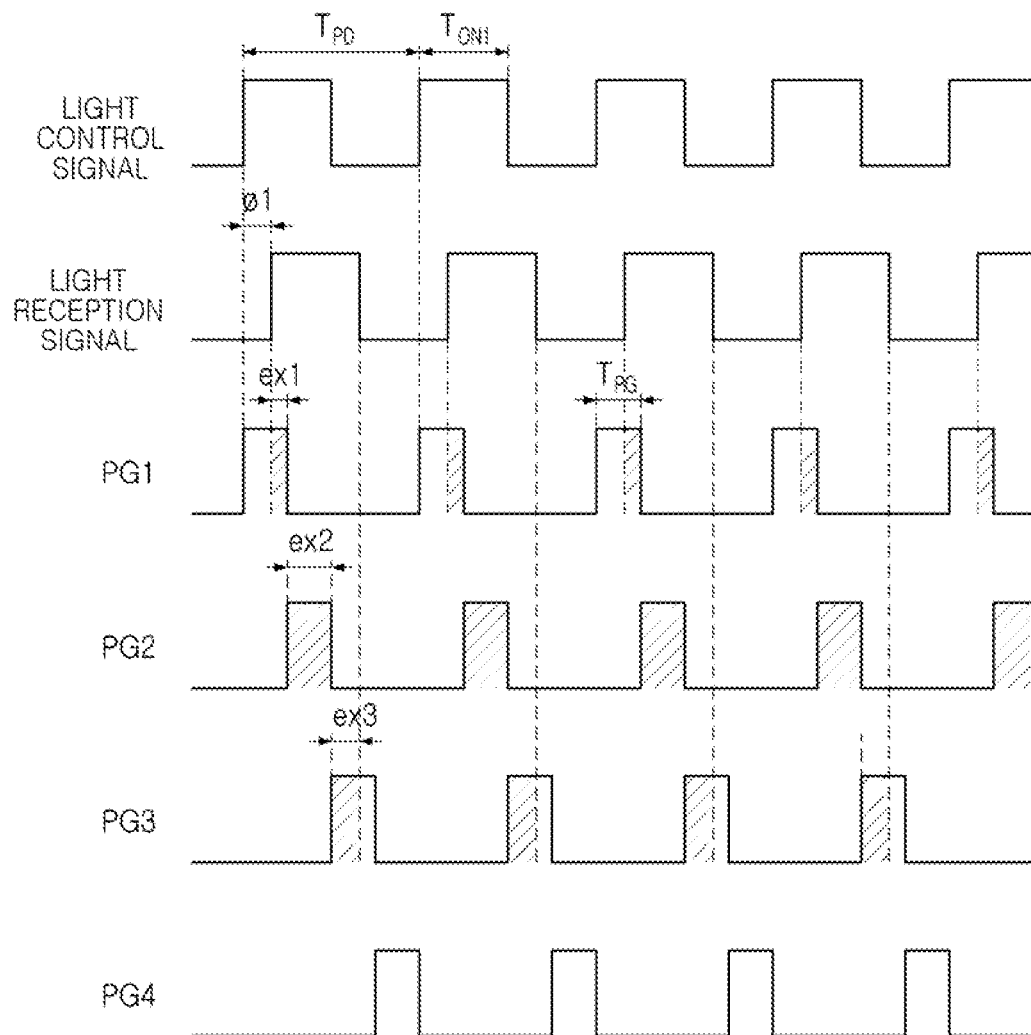 T_PD
T_ON1
LIGHT
CONTROL
SIGNAL
ø1
LIGHT
RECEPTION
SIGNAL
ex1
T_PG
PG1
ex2
PG2
ex3
PG3
PG4